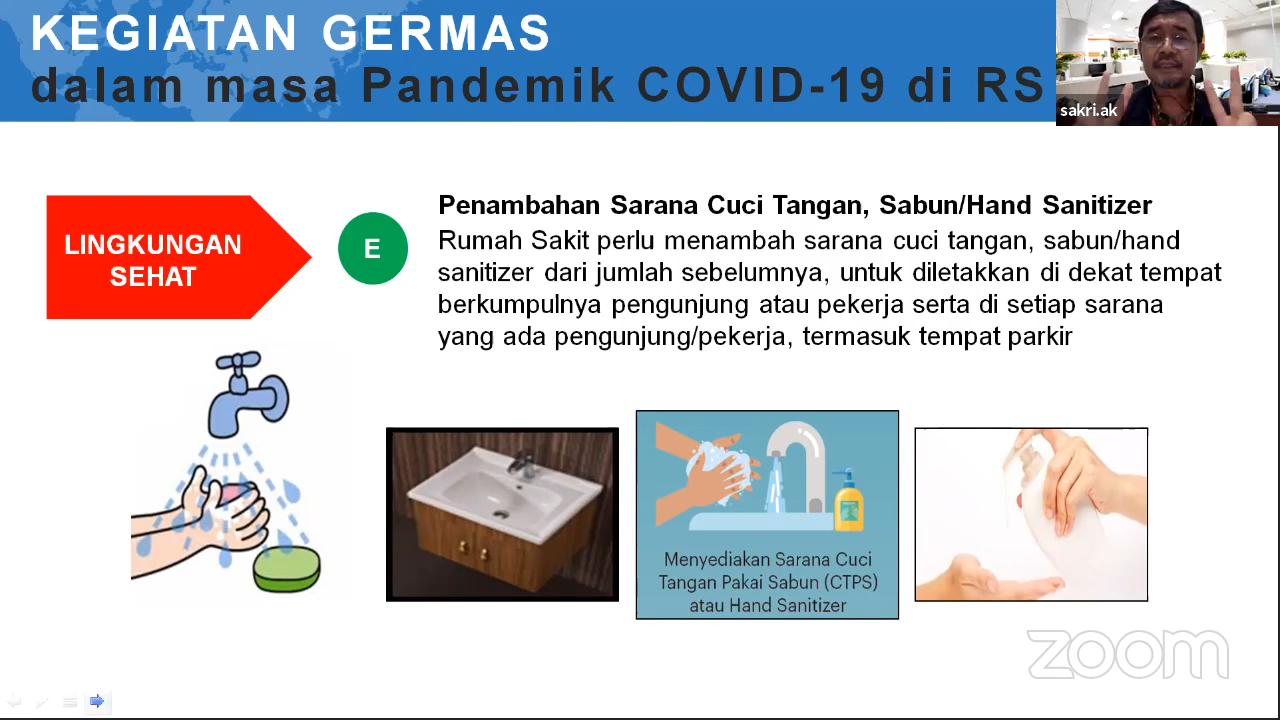 KEGIATAN GERMAS
dalam masa Pandemik COVID-19 di RS
sakri.ak
LINGKUNGAN
SEHAT
E
Penambahan Sarana Cuci Tangan, Sabun/Hand Sanitizer
Rumah Sakit perlu menambah sarana cuci tangan, sabun/hand
sanitizer dari jumlah sebelumnya, untuk diletakkan di dekat tempat
berkumpulnya pengunjung atau pekerja serta di setiap sarana
yang ada pengunjung/pekerja, termasuk tempat parkir
Menyediakan Sarana Cuci
Tangan Pakai Sabun (CTPS)
atau Hand Sanitizer
zoom